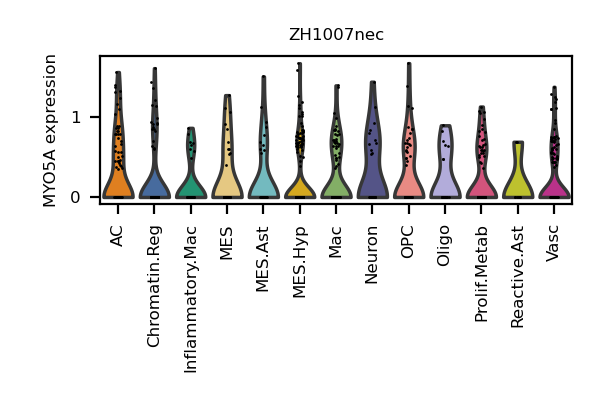 ZH1007nec
MYO5A expression
1
0
AC
Chromatin.Reg
Inflammatory.Mac
MES
MES.Ast
MES.Hyp
Mac
Neuron
OPC
Oligo
Prolif.Metab
Reactive.Ast
Vasc